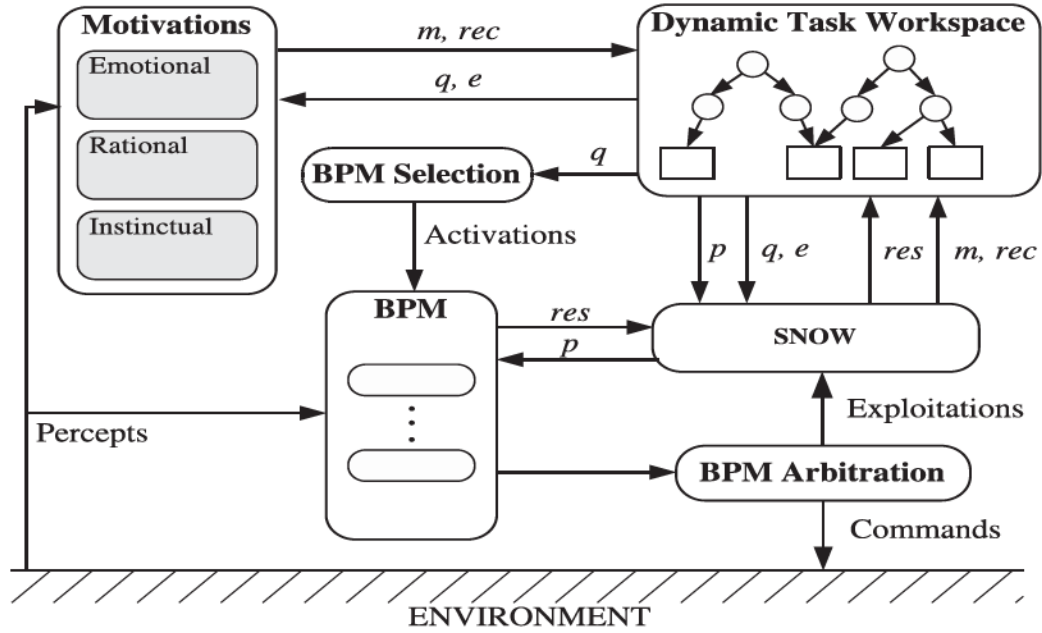 Motivations
Emotional
Rational
Instinctual
m, rec
q, e
Dynamic Task Workspace
BPM Selection
q
Activations
p
q, e
res
m, rec
BPM
res
p
SNOW
Percepts
Exploitations
BPM Arbitration
Commands
ENVIRONMENT